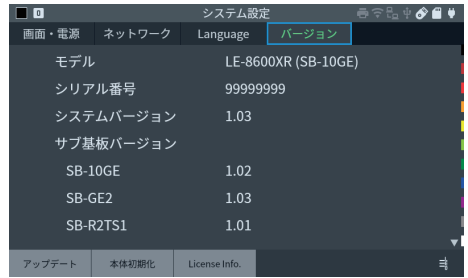 0 システム設定
画面・電源 ネットワーク Language バージョン
モデル LE-8600XR (SB-10GE)
シリアル番号 99999999
システムバージョン 1.03
サブ基板バージョン
SB-10GE 1.02
SB-GE2 1.03
SB-R2TS1 1.01
アップデート 本体初期化 License Info.